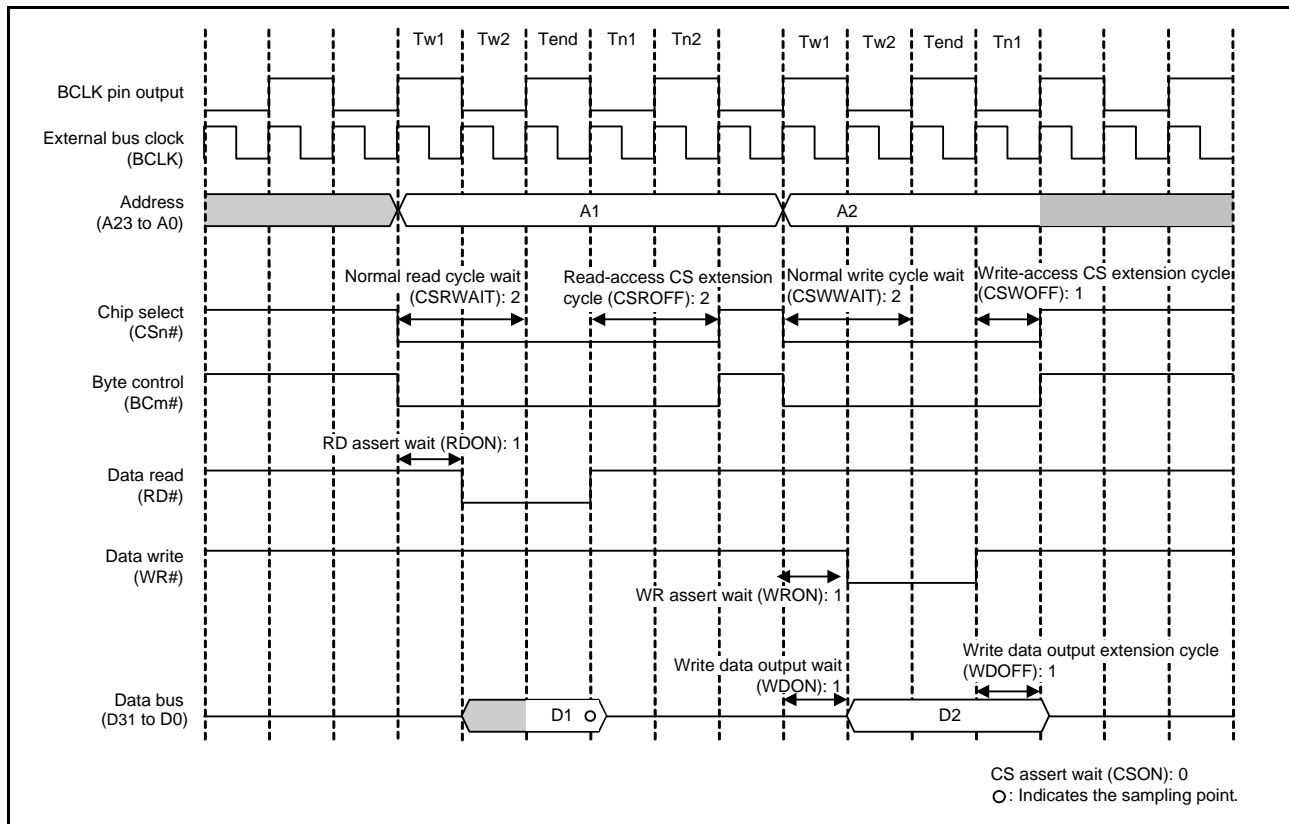 Tw1 Tw2 Tend Tn1 Tn2 Tw1 Tw2 Tend Tn1
BCLK pin output
External bus clock
(BCLK)
Address
(A23 to A0)
A1 A2
Normal read cycle wait
(CSRWAIT): 2
Read-access CS extension
cycle (CSROFF): 2
Normal write cycle wait
(CSWWAIT): 2
Write-access CS extension cycle
(CSWOFF): 1
Chip select
(CSn#)
Byte control
(BCm#)
RD assert wait (RDON): 1
Data read
(RD#)
Data write
(WR#)
WR assert wait (WRON): 1
Write data output wait
(WDON): 1
Write data output extension cycle
(WDOFF): 1
Data bus
(D31 to D0)
D1 D2
CS assert wait (CSON): 0
: Indicates the sampling point.